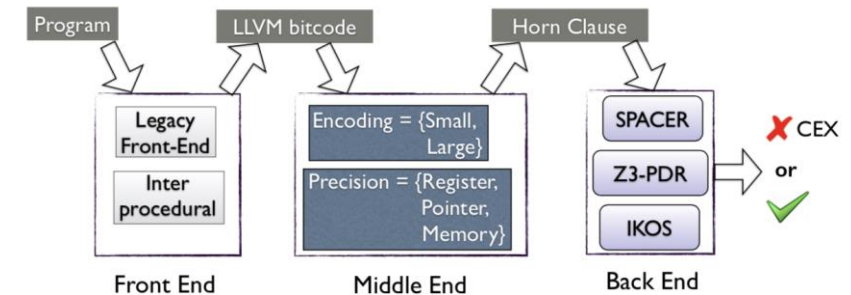 Program
LLVM bitcode
Horn Clause
Legacy
Front-End
Inter
procedural
Encoding = {Small,
Large}
Precision = {Register,
Pointer,
Memory}
SPACER
Z3-PDR
IKOS
CEX
or
Front End
Middle End
Back End